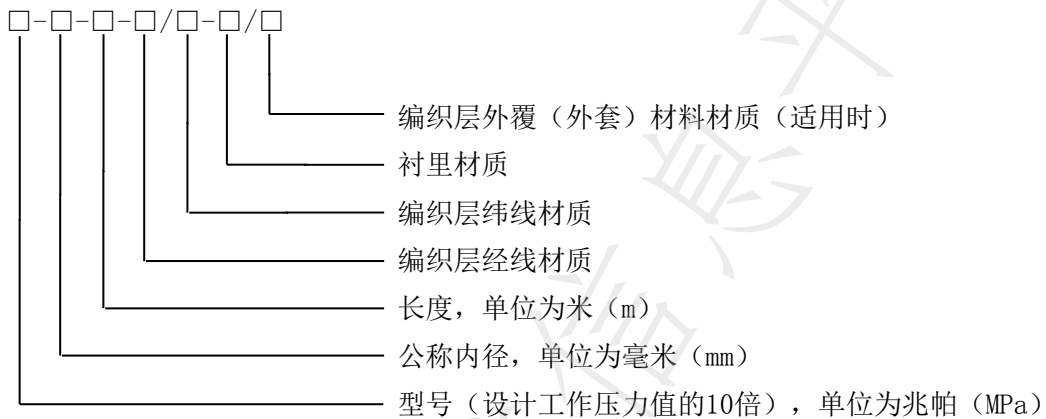 □-□-□-□/□-□/□
编织层外覆（外套）材料材质（适用时）
衬里材质
编织层纬线材质
编织层经线材质
长度，单位为米（m）
公称内径，单位为毫米（mm）
型号（设计工作压力值的10倍），单位为兆帕（MPa）